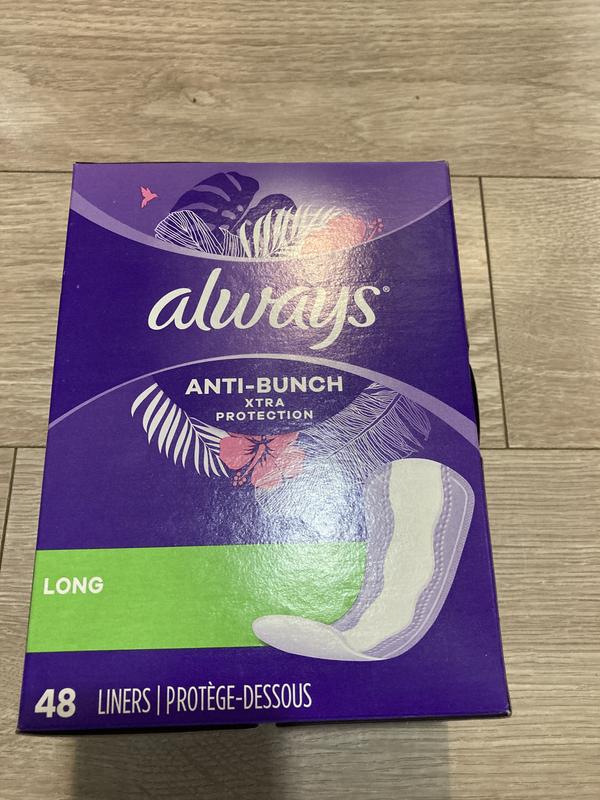 always®
ANTI-BUNCH
XTRA
PROTECTION
LONG
48 LINERS | PROTÈGE-DESSOUS